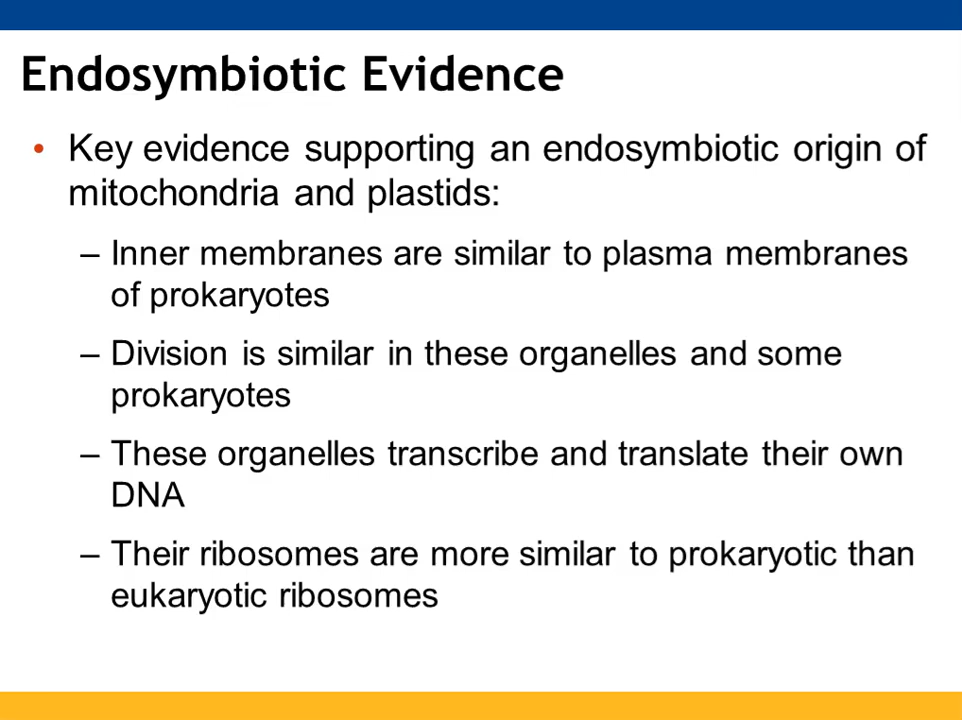 Endosymbiotic Evidence
• Key evidence supporting an endosymbiotic origin of
mitochondria and plastids:
– Inner membranes are similar to plasma membranes
of prokaryotes
– Division is similar in these organelles and some
prokaryotes
– These organelles transcribe and translate their own
DNA
– Their ribosomes are more similar to prokaryotic than
eukaryotic ribosomes